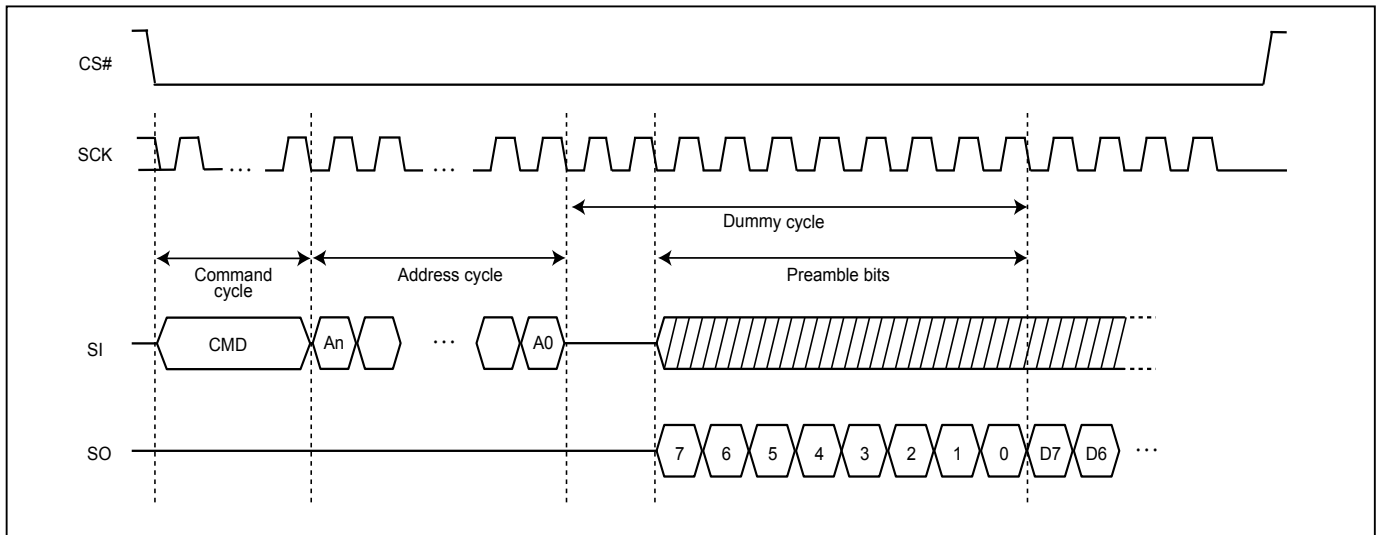 CS#
SCK
... ...
Dummy cycle
Command
cycle
Address cycle
Preamble bits
SI
CMD
An
...
A0
SO
7 6 5 4 3 2 1 0 D7 D6 ...